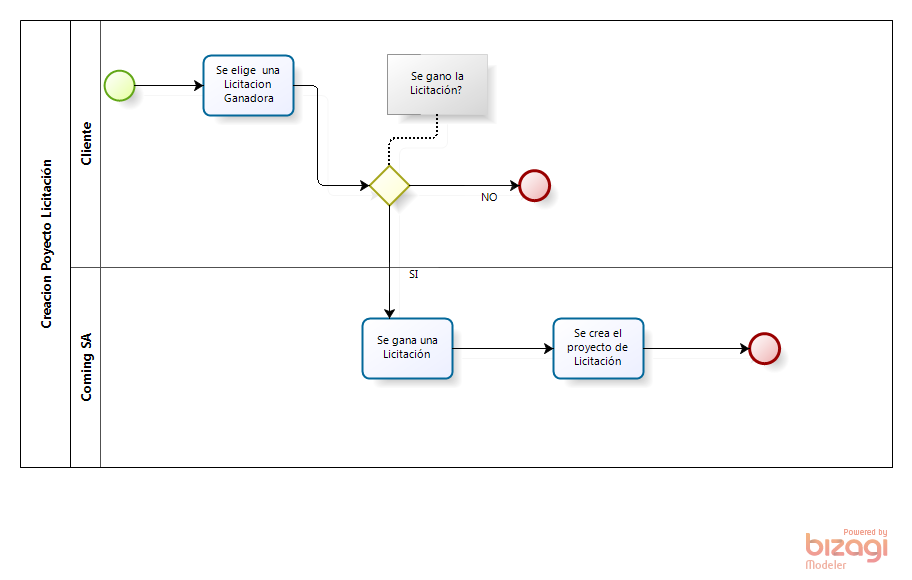 Creacion Poyecto Licitación
Cliente
Se elige una
Licitacion
Ganadora
Se gano la
Licitación?
NO
SI
Coming SA
Se gana una
Licitación
Se crea el
proyecto de
Licitación
Powered by
bizagi
Modeler